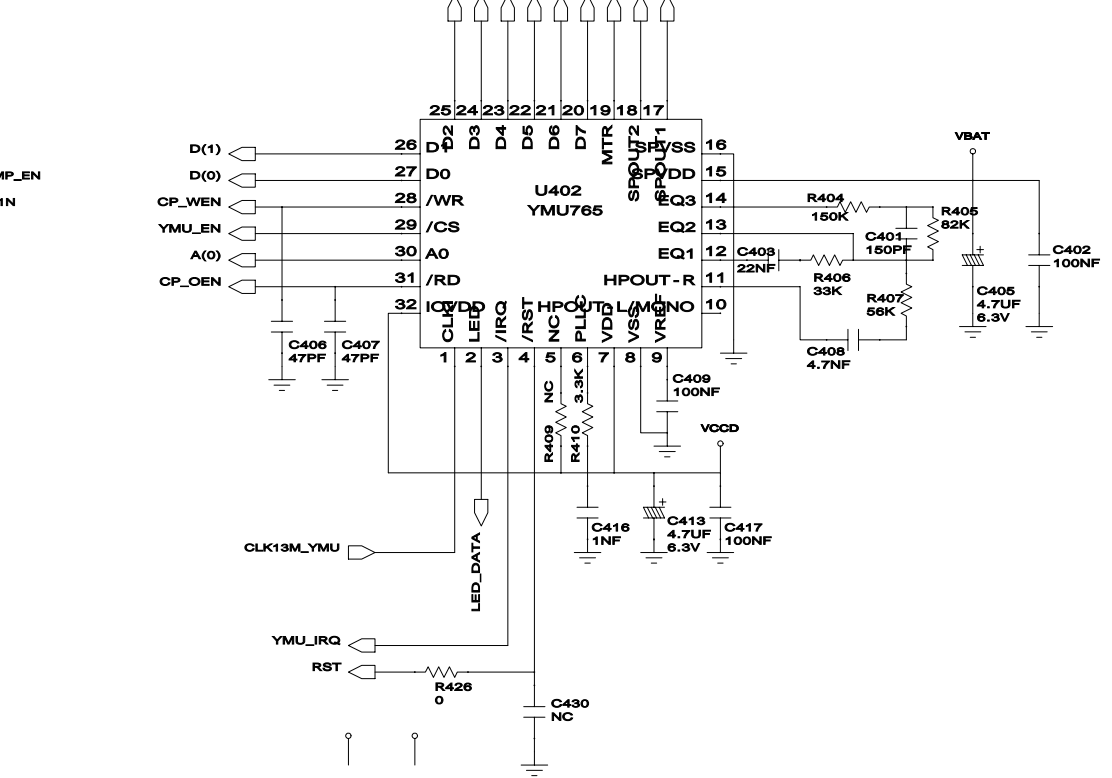 25 24 23 22 21 20 19 18 17
D2 D3 D4 D5 D6 D7 MTR SPOUT2 SPOUT1
D(1) 26 D1 SPVSS 16
VBAT
MP_EN D(0) 27 D0 SPVDD 15
1N CP_WEN 28 /WR U402 EQ3 14 R404
YMU765 150K R405
82K
YMU_EN 29 /CS EQ2 13 C401
150PF
A(0) 30 A0 EQ1 12 C403
22NF
C402
100NF
CP_OEN 31 /RD HPOUT-R 11 R406
33K
R407
56K
C405
4.7UF
6.3V
32 IOVDD HPOUT-L/MONO 10
CLKI LED /IRQ /RST NC PLLC VDD VSS VREF
1 2 3 4 5 6 7 8 9
C406
47PF
C407
47PF
C408
4.7NF
C409
100NF
R409 NC
R410 3.3K
VCCD
C416
1NF
C413
4.7UF
6.3V
C417
100NF
CLK13M_YMU
LED_DATA
YMU_IRQ
RST
R426
0
C430
NC